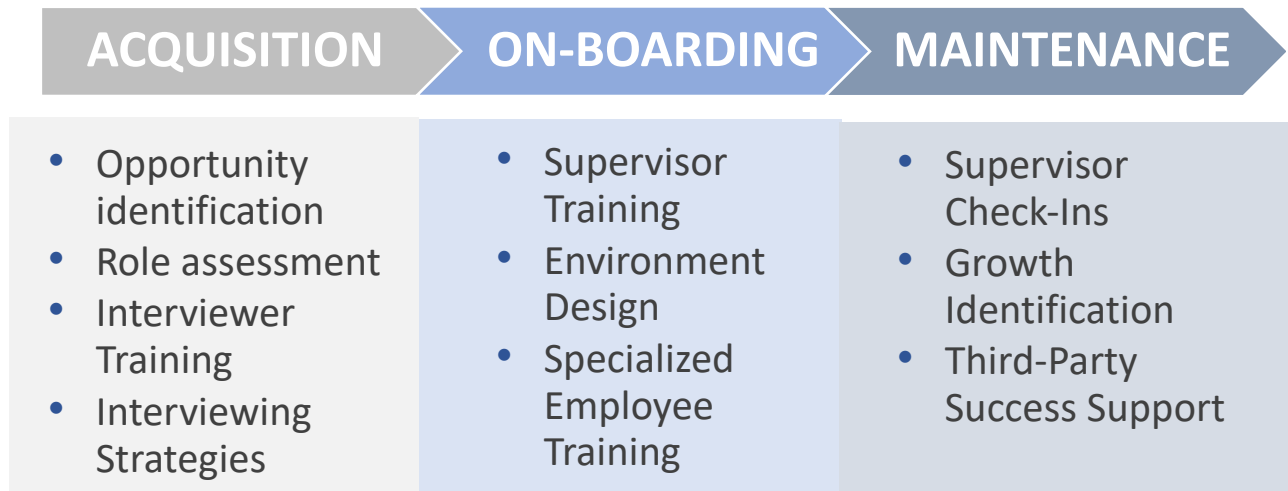 ACQUISITION
ON-BOARDING
MAINTENANCE
• Opportunity
identification
• Role assessment
• Interviewer
Training
• Interviewing
Strategies
• Supervisor
Training
• Environment
Design
• Specialized
Employee
Training
• Supervisor
Check-Ins
• Growth
Identification
• Third-Party
Success Support